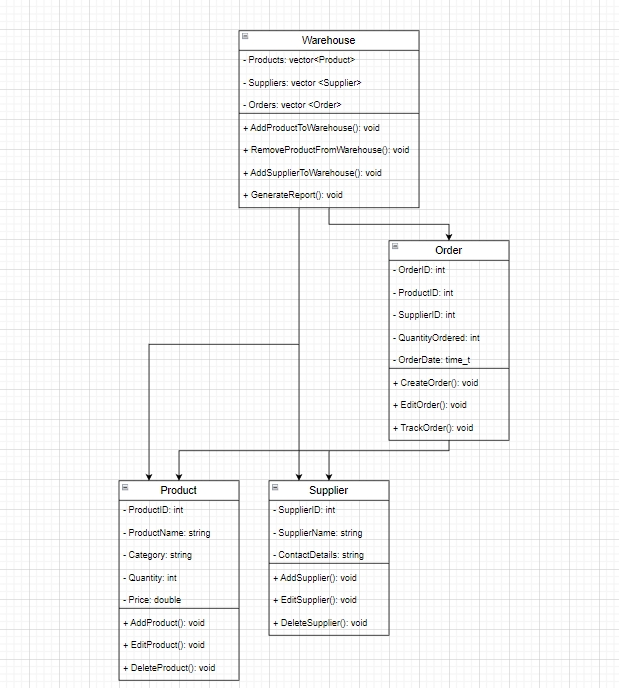 Warehouse
- Products: vector<Product>
- Suppliers: vector <Supplier>
- Orders: vector <Order>
+ AddProductToWarehouse(): void
+ RemoveProductFromWarehouse(): void
+ AddSupplierToWarehouse(): void
+ GenerateReport(): void
Order
- OrderID: int
- ProductID: int
- SupplierID: int
- QuantityOrdered: int
- OrderDate: time_t
+ CreateOrder(): void
+ EditOrder(): void
+ TrackOrder(): void
Product
- ProductID: int
- ProductName: string
- Category: string
- Quantity: int
- Price: double
+ AddProduct(): void
+ EditProduct(): void
+ DeleteProduct(): void
Supplier
- SupplierID: int
- SupplierName: string
- ContactDetails: string
+ AddSupplier(): void
+ EditSupplier(): void
+ DeleteSupplier(): void